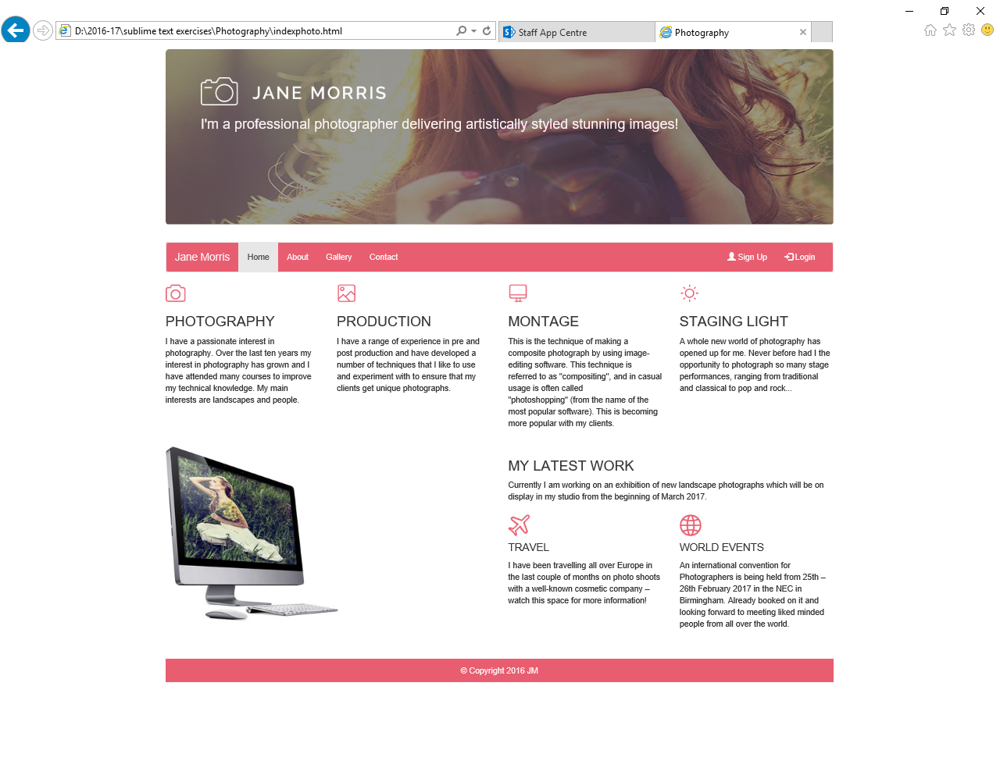 D:\2016-17\sublime text exercises\Photography\indexphoto.html
Staff App Centre
Photography
JANE MORRIS
I'm a professional photographer delivering artistically styled stunning images!
Jane Morris
Home
About
Gallery
Contact
Sign Up
Login
PHOTOGRAPHY
I have a passionate interest in
photography. Over the last ten years my
interest in photography has grown and I
have attended many courses to improve
my technical knowledge. My main
interests are landscapes and people.
PRODUCTION
I have a range of experience in pre and
post production and have developed a
number of techniques that I like to use
and experiment with to ensure that my
clients get unique photographs.
MONTAGE
This is the technique of making a
composite photograph by using image-
editing software. This technique is
referred to as "compositing", and in casual
usage is often called
"photoshopping" (from the name of the
most popular software). This is becoming
more popular with my clients.
STAGING LIGHT
A whole new world of photography has
opened up for me. Never before had I the
opportunity to photograph so many stage
performances, ranging from traditional
and classical to pop and rock...
MY LATEST WORK
Currently I am working on an exhibition of new landscape photographs which will be on
display in my studio from the beginning of March 2017.
TRAVEL
I have been travelling all over Europe in
the last couple of months on photo shoots
with a well-known cosmetic company –
watch this space for more information!
WORLD EVENTS
An international convention for
Photographers is being held from 25th –
26th February 2017 in the NEC in
Birmingham. Already booked on it and
looking forward to meeting liked minded
people from all over the world.
© Copyright 2016 JM